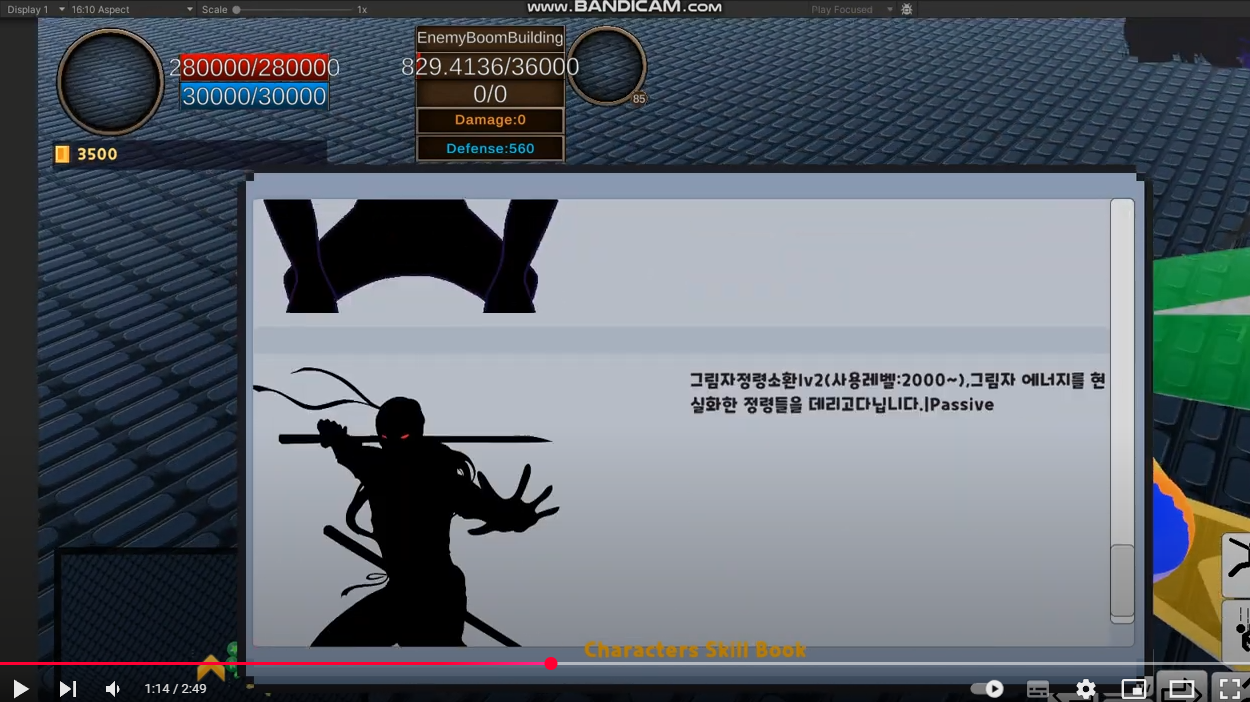 Display 1
16:10 Aspect
Scale
1x
www.BANDICAM.com
Play Focused
280000/280000
30000/30000
3500
EnemyBoomBuilding
829.4136/36000
0/0
Damage:0
Defense:560
85
그림자정령소환lv2(사용레벨:2000~),그림자 에너지를 현
실화한 정령들을 데리고다닙니다.|Passive
Characters Skill Book
1:14 / 2:49